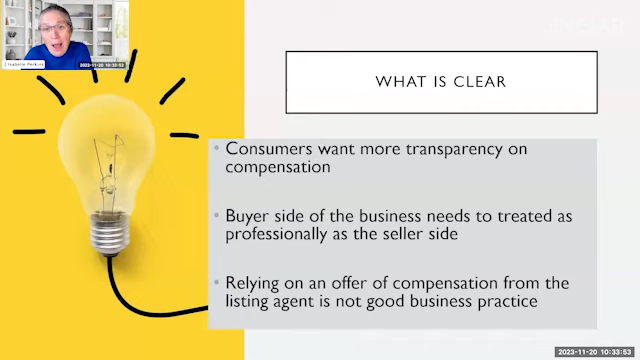 Isabelle Perkins
2023-11-20 10:33:53
WHAT IS CLEAR
• Consumers want more transparency on
compensation
• Buyer side of the business needs to treated as
professionally as the seller side
• Relying on an offer of compensation from the
listing agent is not good business practice
2023-11-20 10:33:53